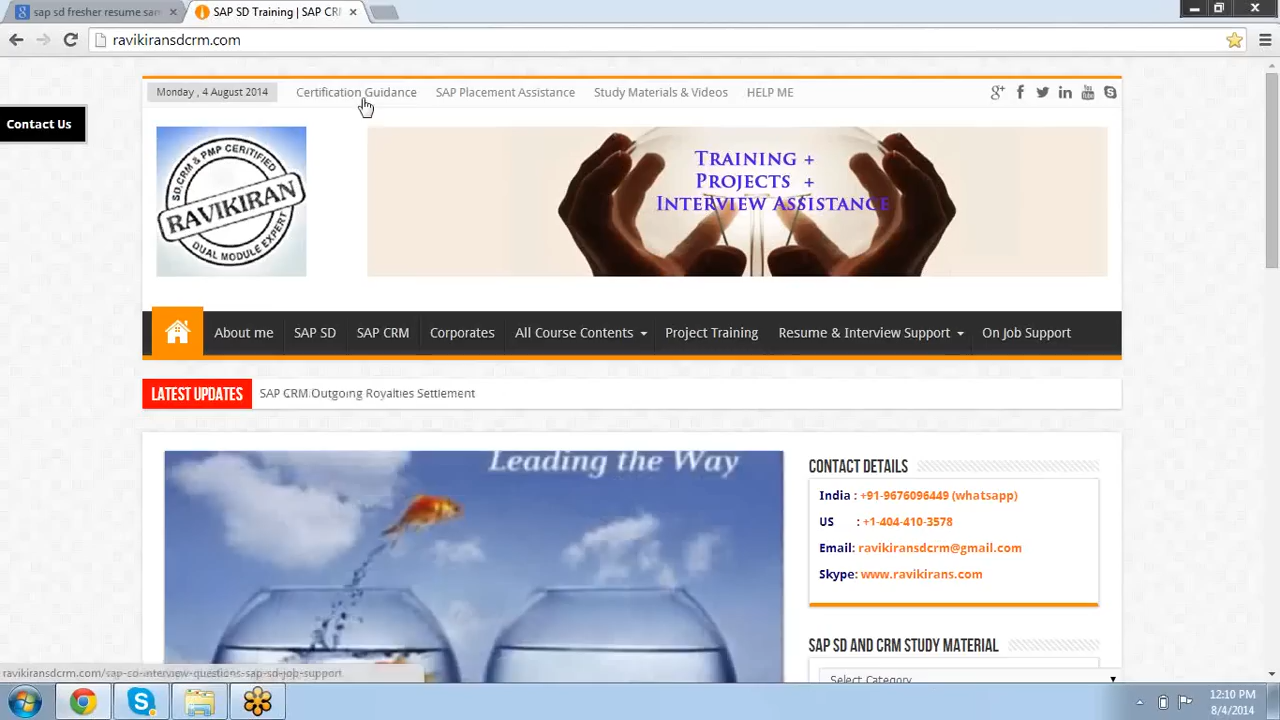 sap sd fresher resume sam
SAP SD Training | SAP CR
ravikiransdcrm.com
Monday , 4 August 2014
Certification Guidance
SAP Placement Assistance
Study Materials & Videos
HELP ME
Contact Us
SD,CRM & PMP CERITIFIED
RAVIKIRAN
DUAL MODULE EXPERT
Training +
Projects +
Interview Assistance
About me
SAP SD
SAP CRM
Corporates
All Course Contents
Project Training
Resume & Interview Support
On Job Support
LATEST UPDATES
SAP CRM Outgoing Royalties Settlement
Leading the Way
CONTACT DETAILS
India : +91-9676096449 (whatsapp)
US : +1-404-410-3578
Email: ravikiransdcrm@gmail.com
Skype: www.ravikirans.com
SAP SD AND CRM STUDY MATERIAL
Select Category
ravikiransdcrm.com/sap-sd-interview-questions-sap-sd-job-support
12:10 PM
8/4/2014